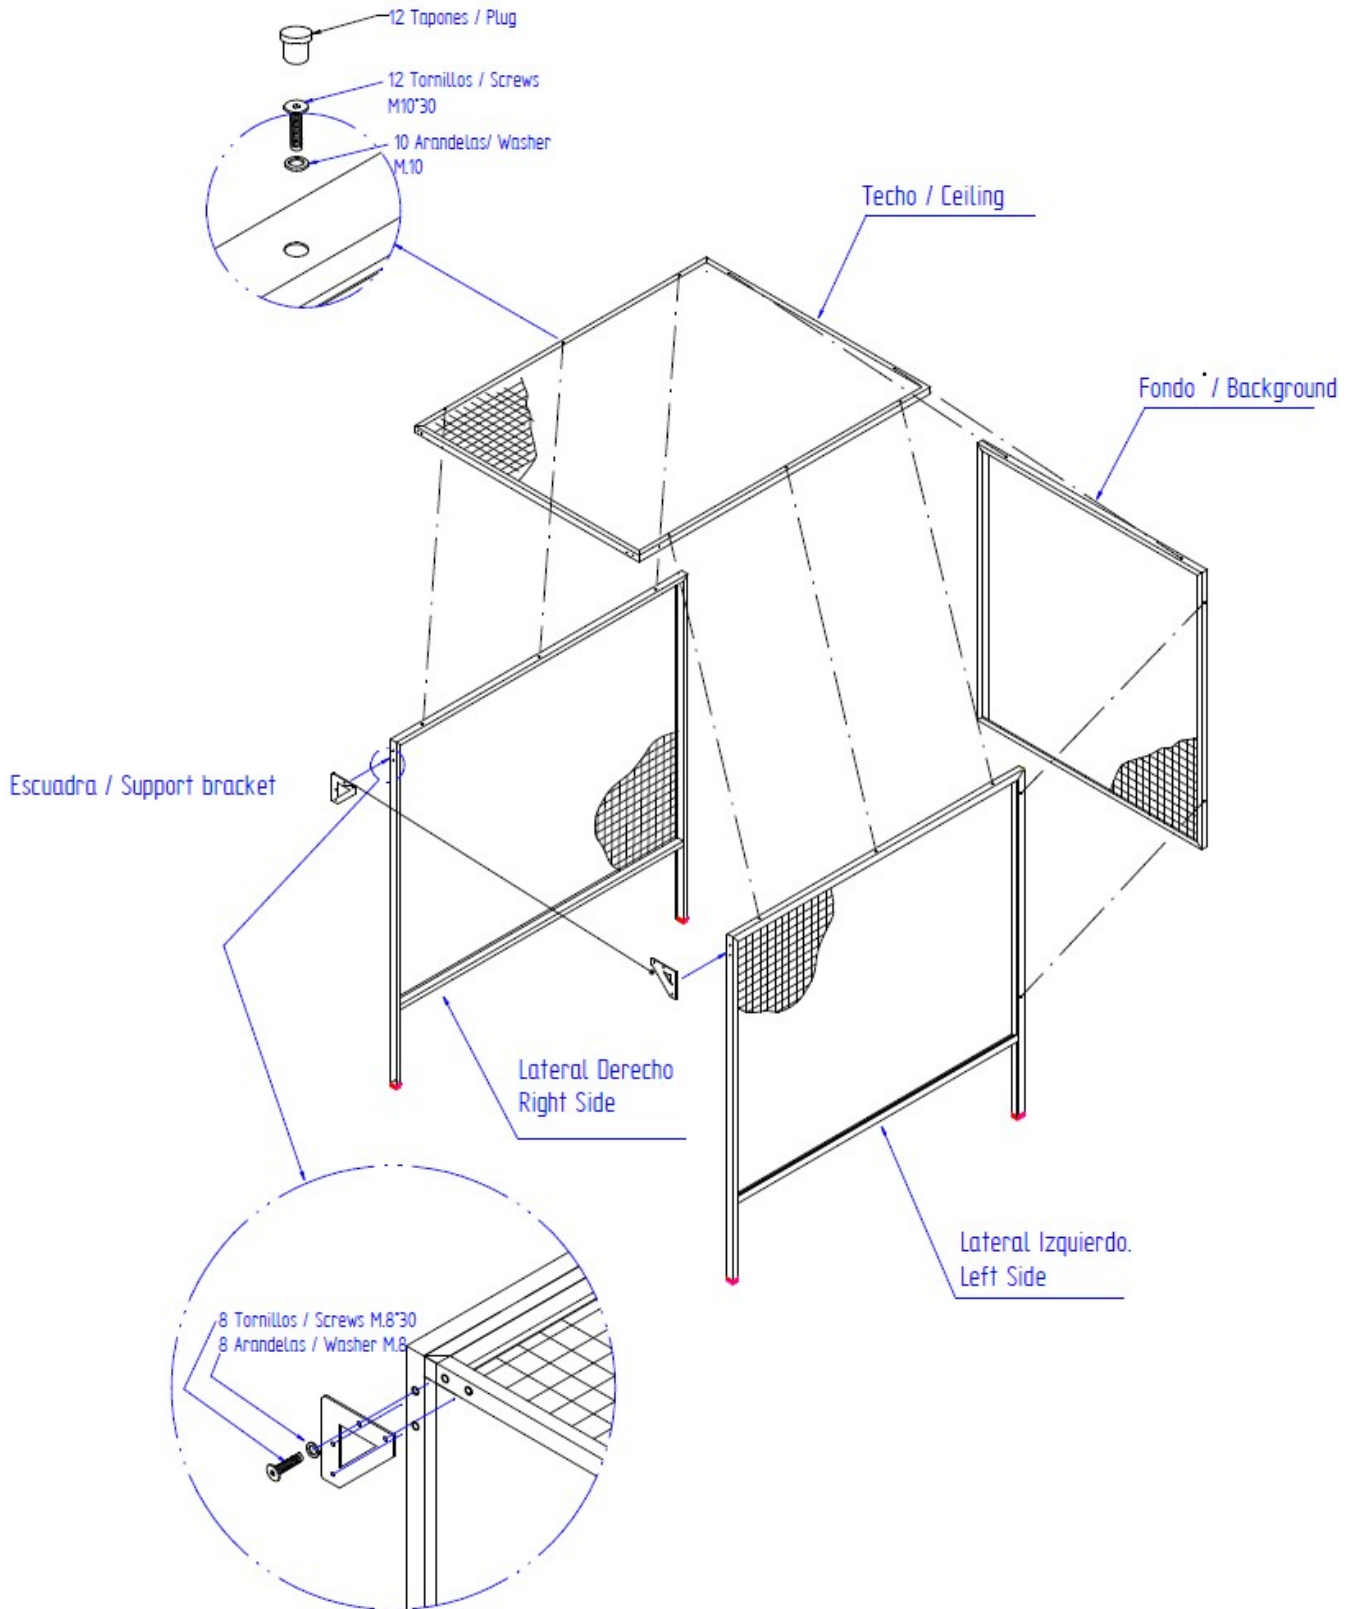 12 Tapones / Plug
12 Tornillos / Screws
M10*30
10 Arandelas/ Washer
M.10
Techo / Ceiling
Fondo / Background
Escuadra / Support bracket
Lateral Derecho
Right Side
Lateral Izquierdo.
Left Side
8 Tornillos / Screws M.8*30
8 Arandelas / Washer M.8